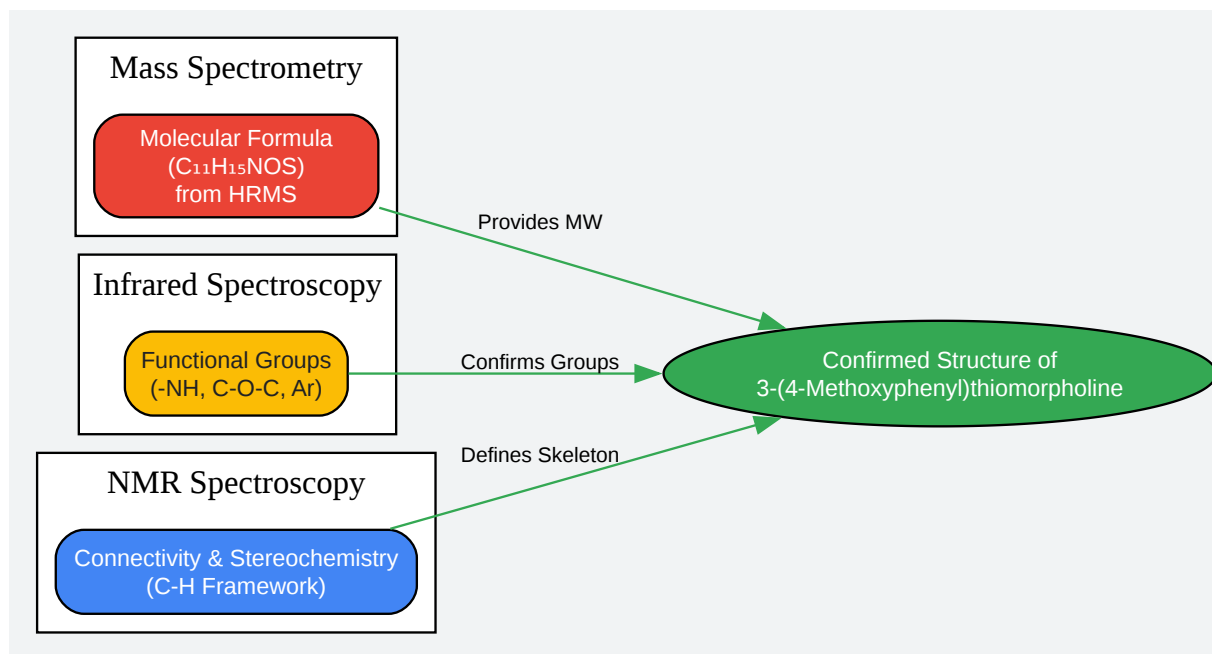 Mass Spectrometry
Molecular Formula
(C₁₁H₁₅NOS)
from HRMS
Provides MW
Infrared Spectroscopy
Functional Groups
(-NH, C-O-C, Ar)
Confirms Groups
Confirmed Structure of
3-(4-Methoxyphenyl)thiomorpholine
Defines Skeleton
NMR Spectroscopy
Connectivity & Stereochemistry
(C-H Framework)